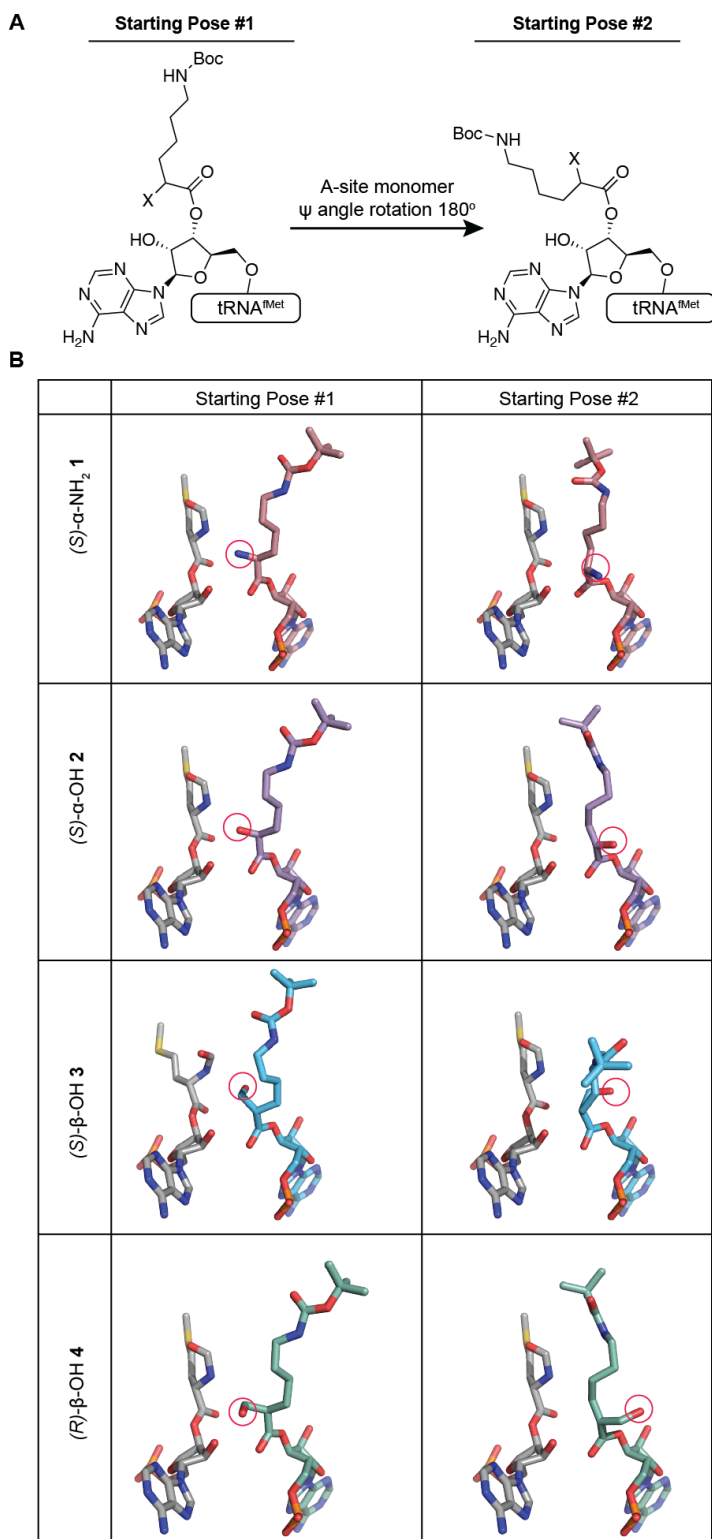 A
Starting Pose #1
Starting Pose #2
Boc
HN
X
O
O
HO
O
O
N
N
N
N
H₂N
tRNAᶠᴹᵉᵗ
A-site monomer
ψ angle rotation 180º
Boc
NH
X
O
O
HO
O
O
N
N
N
N
H₂N
tRNAᶠᴹᵉᵗ
B
Starting Pose #1
Starting Pose #2
(S)-α-NH₂ 1
(S)-α-OH 2
(S)-β-OH 3
(R)-β-OH 4